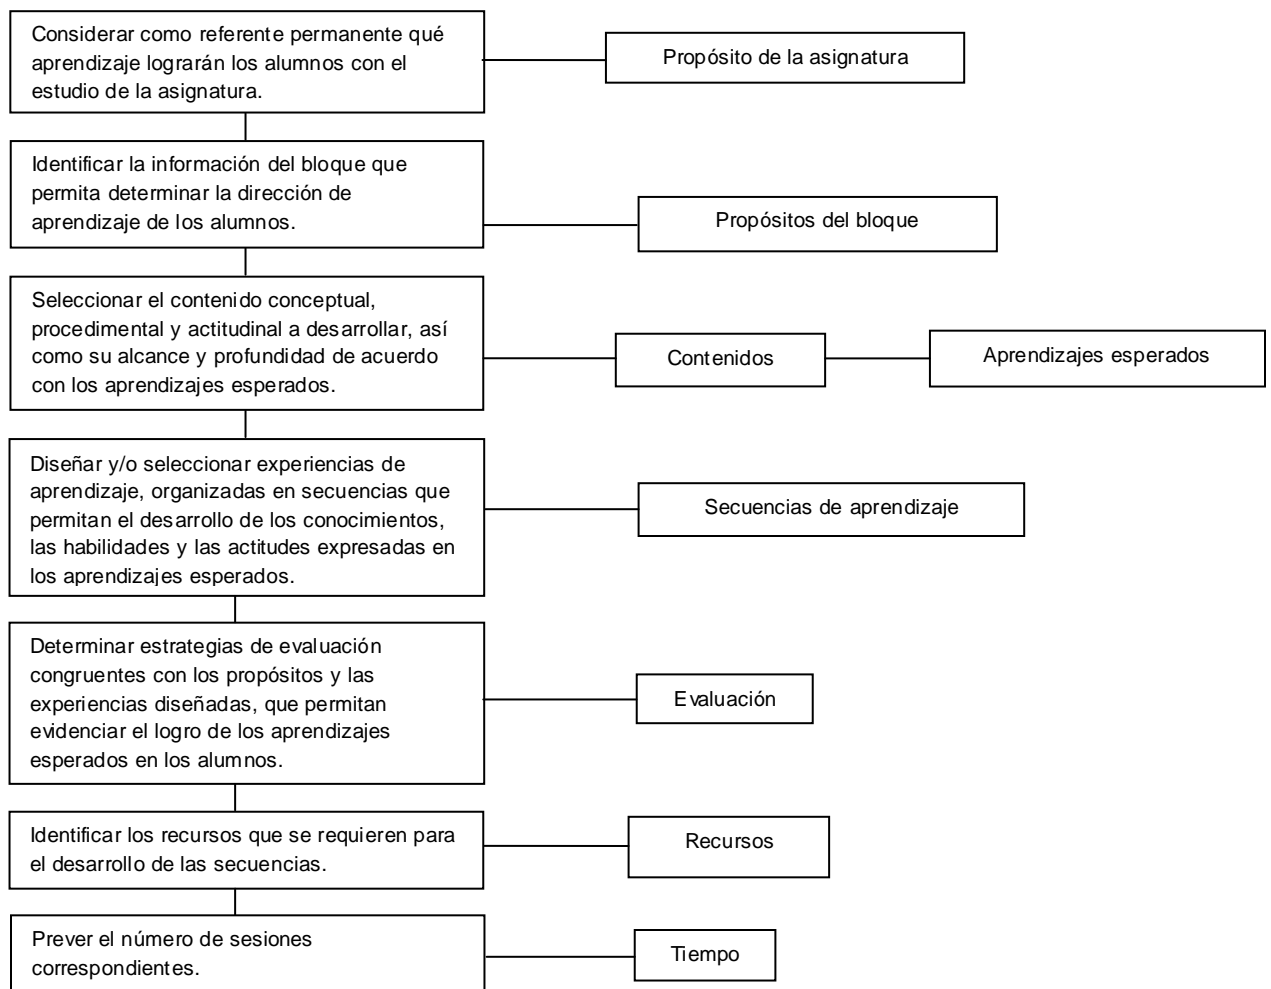 Considerar como referente permanente qué
aprendizaje lograrán los alumnos con el
estudio de la asignatura.
Propósito de la asignatura
Identificar la información del bloque que
permita determinar la dirección de
aprendizaje de los alumnos.
Propósitos del bloque
Seleccionar el contenido conceptual,
procedimental y actitudinal a desarrollar, así
como su alcance y profundidad de acuerdo
con los aprendizajes esperados.
Contenidos
Aprendizajes esperados
Diseñar y/o seleccionar experiencias de
aprendizaje, organizadas en secuencias que
permitan el desarrollo de los conocimientos,
las habilidades y las actitudes expresadas en
los aprendizajes esperados.
Secuencias de aprendizaje
Determinar estrategias de evaluación
congruentes con los propósitos y las
experiencias diseñadas, que permitan
evidenciar el logro de los aprendizajes
esperados en los alumnos.
Evaluación
Identificar los recursos que se requieren para
el desarrollo de las secuencias.
Recursos
Prever el número de sesiones
correspondientes.
Tiempo